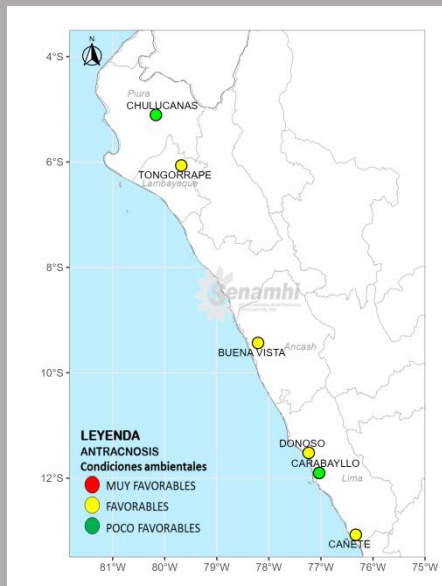 N
4°S
Piura
CHULUCANAS
6°S
TONGORRAPE
Lambayeque
8°S
Senamhi
Ancash
BUENA VISTA
10°S
DONOSO
CARABAYLLO
Lima
12°S
CAÑETE
LEYENDA
ANTRACNOSIS
Condiciones ambientales
MUY FAVORABLES
FAVORABLES
POCO FAVORABLES
81°W 80°W 79°W 78°W 77°W 76°W 75°W